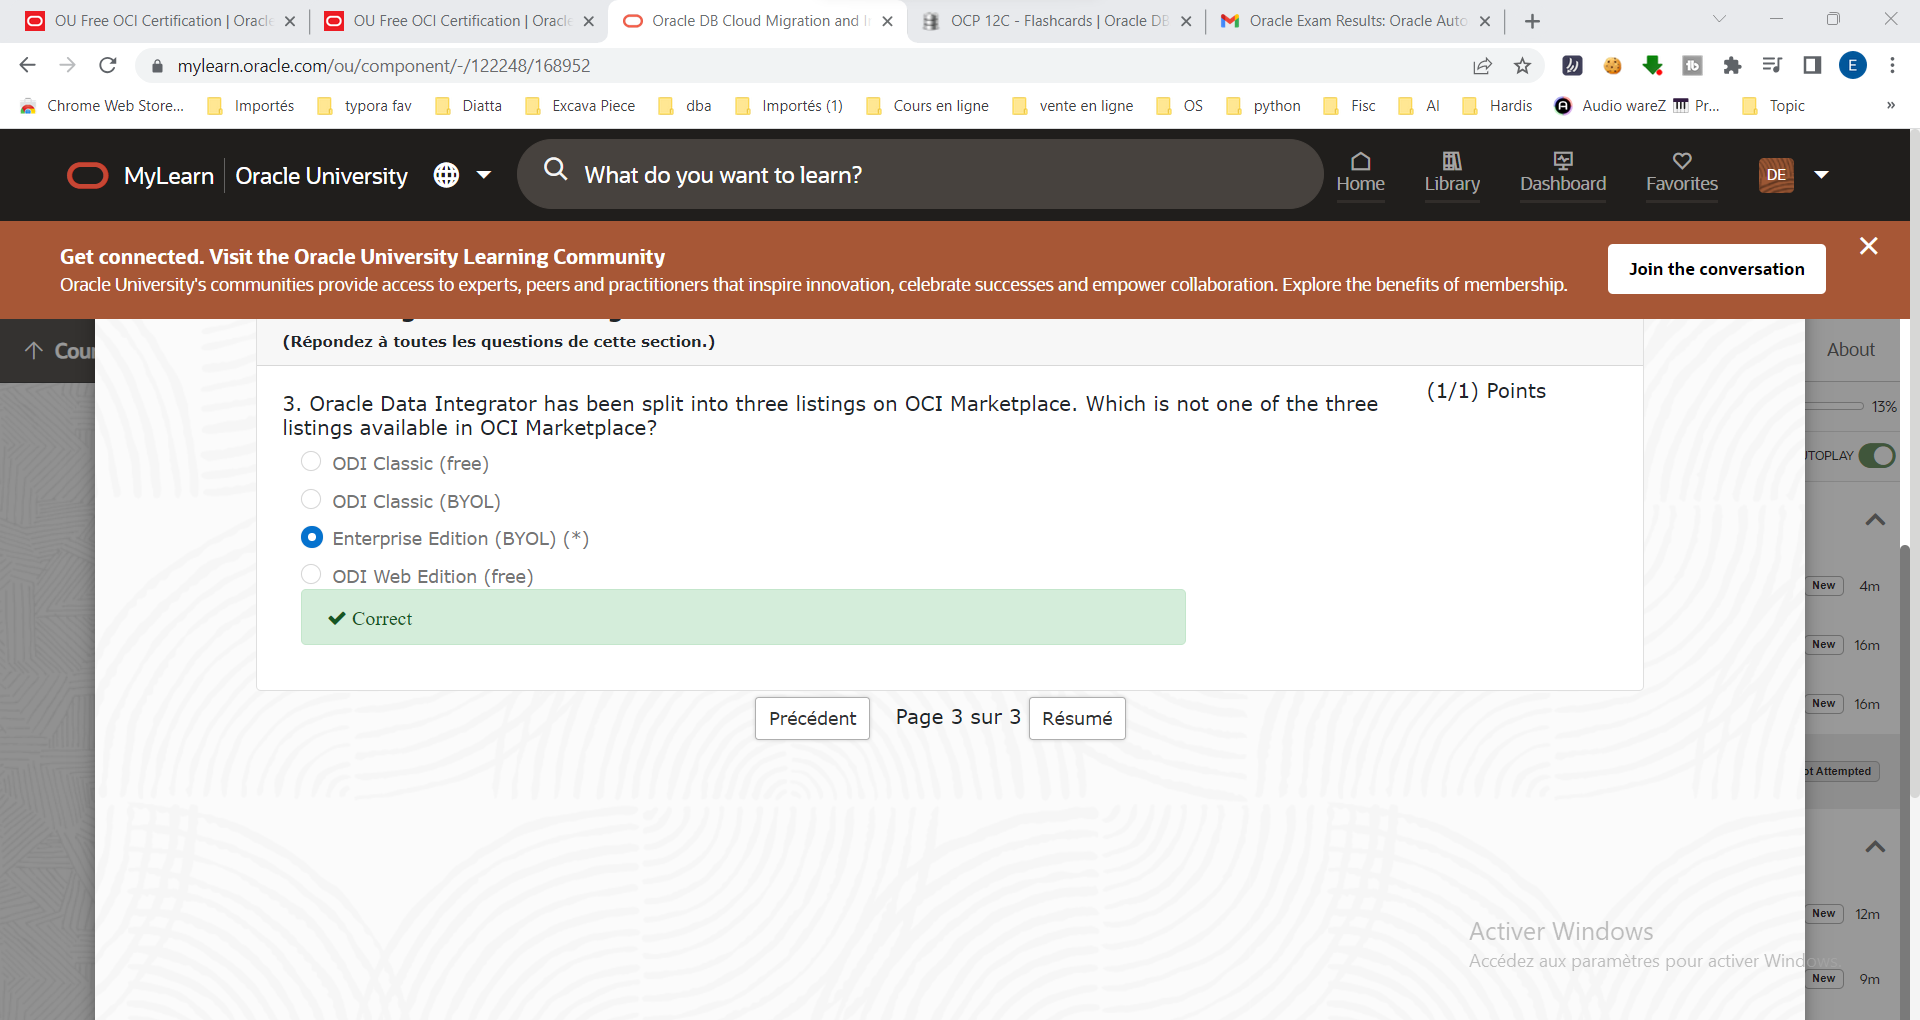 OU Free OCI Certification | Oracle
OU Free OCI Certification | Oracle
Oracle DB Cloud Migration and I
OCP 12C - Flashcards | Oracle DB
Oracle Exam Results: Oracle Auto
mylearn.oracle.com/ou/component/-/122248/168952
E
Chrome Web Store...
Importés
typora fav
Diatta
Excava Piece
dba
Importés (1)
Cours en ligne
vente en ligne
OS
python
Fisc
AI
Hardis
Audio wareZ
Pr...
Topic
»
MyLearn
Oracle University
What do you want to learn?
Home
Library
Dashboard
Favorites
DE
Get connected. Visit the Oracle University Learning Community
Oracle University's communities provide access to experts, peers and practitioners that inspire innovation, celebrate successes and empower collaboration. Explore the benefits of membership.
Join the conversation
Cour
(Répondez à toutes les questions de cette section.)
About
3. Oracle Data Integrator has been split into three listings on OCI Marketplace. Which is not one of the three
listings available in OCI Marketplace?
(1/1) Points
13%
ODI Classic (free)
UTOPLAY
ODI Classic (BYOL)
Enterprise Edition (BYOL) (*)
ODI Web Edition (free)
New 4m
Correct
New 16m
New 16m
Précédent
Page 3 sur 3
Résumé
ot Attempted
New 12m
Activer Windows
Accédez aux paramètres pour activer Windows.
New 9m